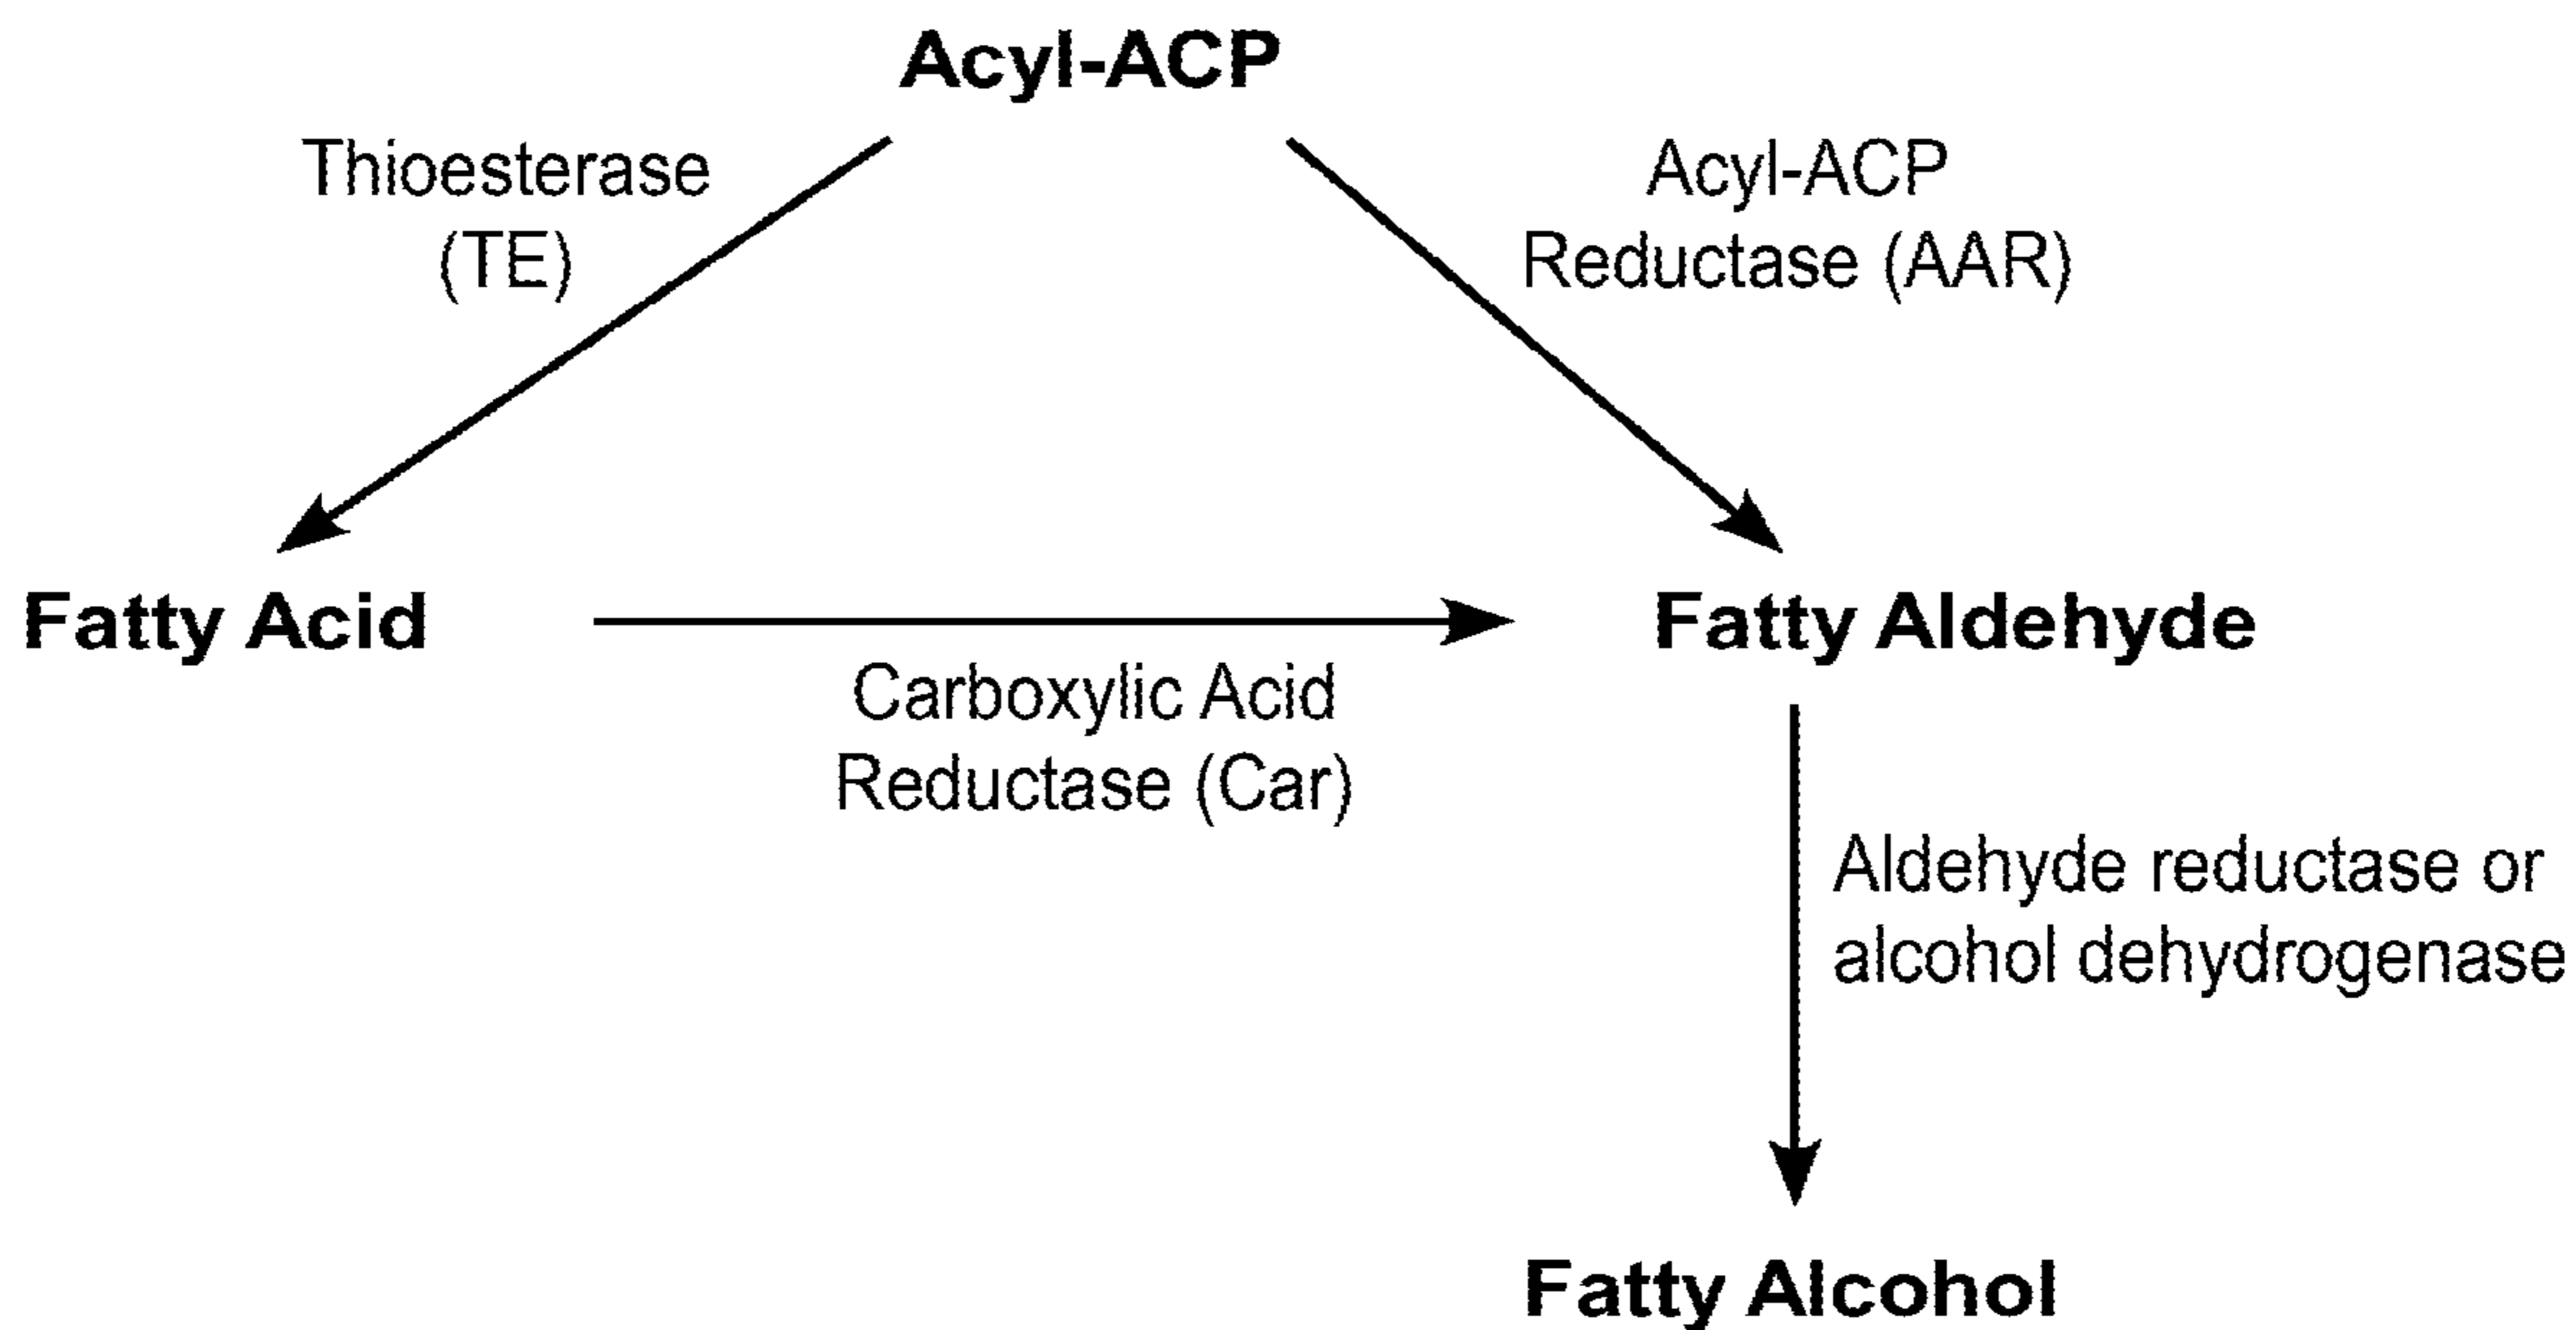 Acyl-ACP
Thioesterase
(TE)
Acyl-ACP
Reductase (AAR)
Fatty Acid
Fatty Aldehyde
Carboxylic Acid
Reductase (Car)
Aldehyde reductase or
alcohol dehydrogenase
Fatty Alcohol